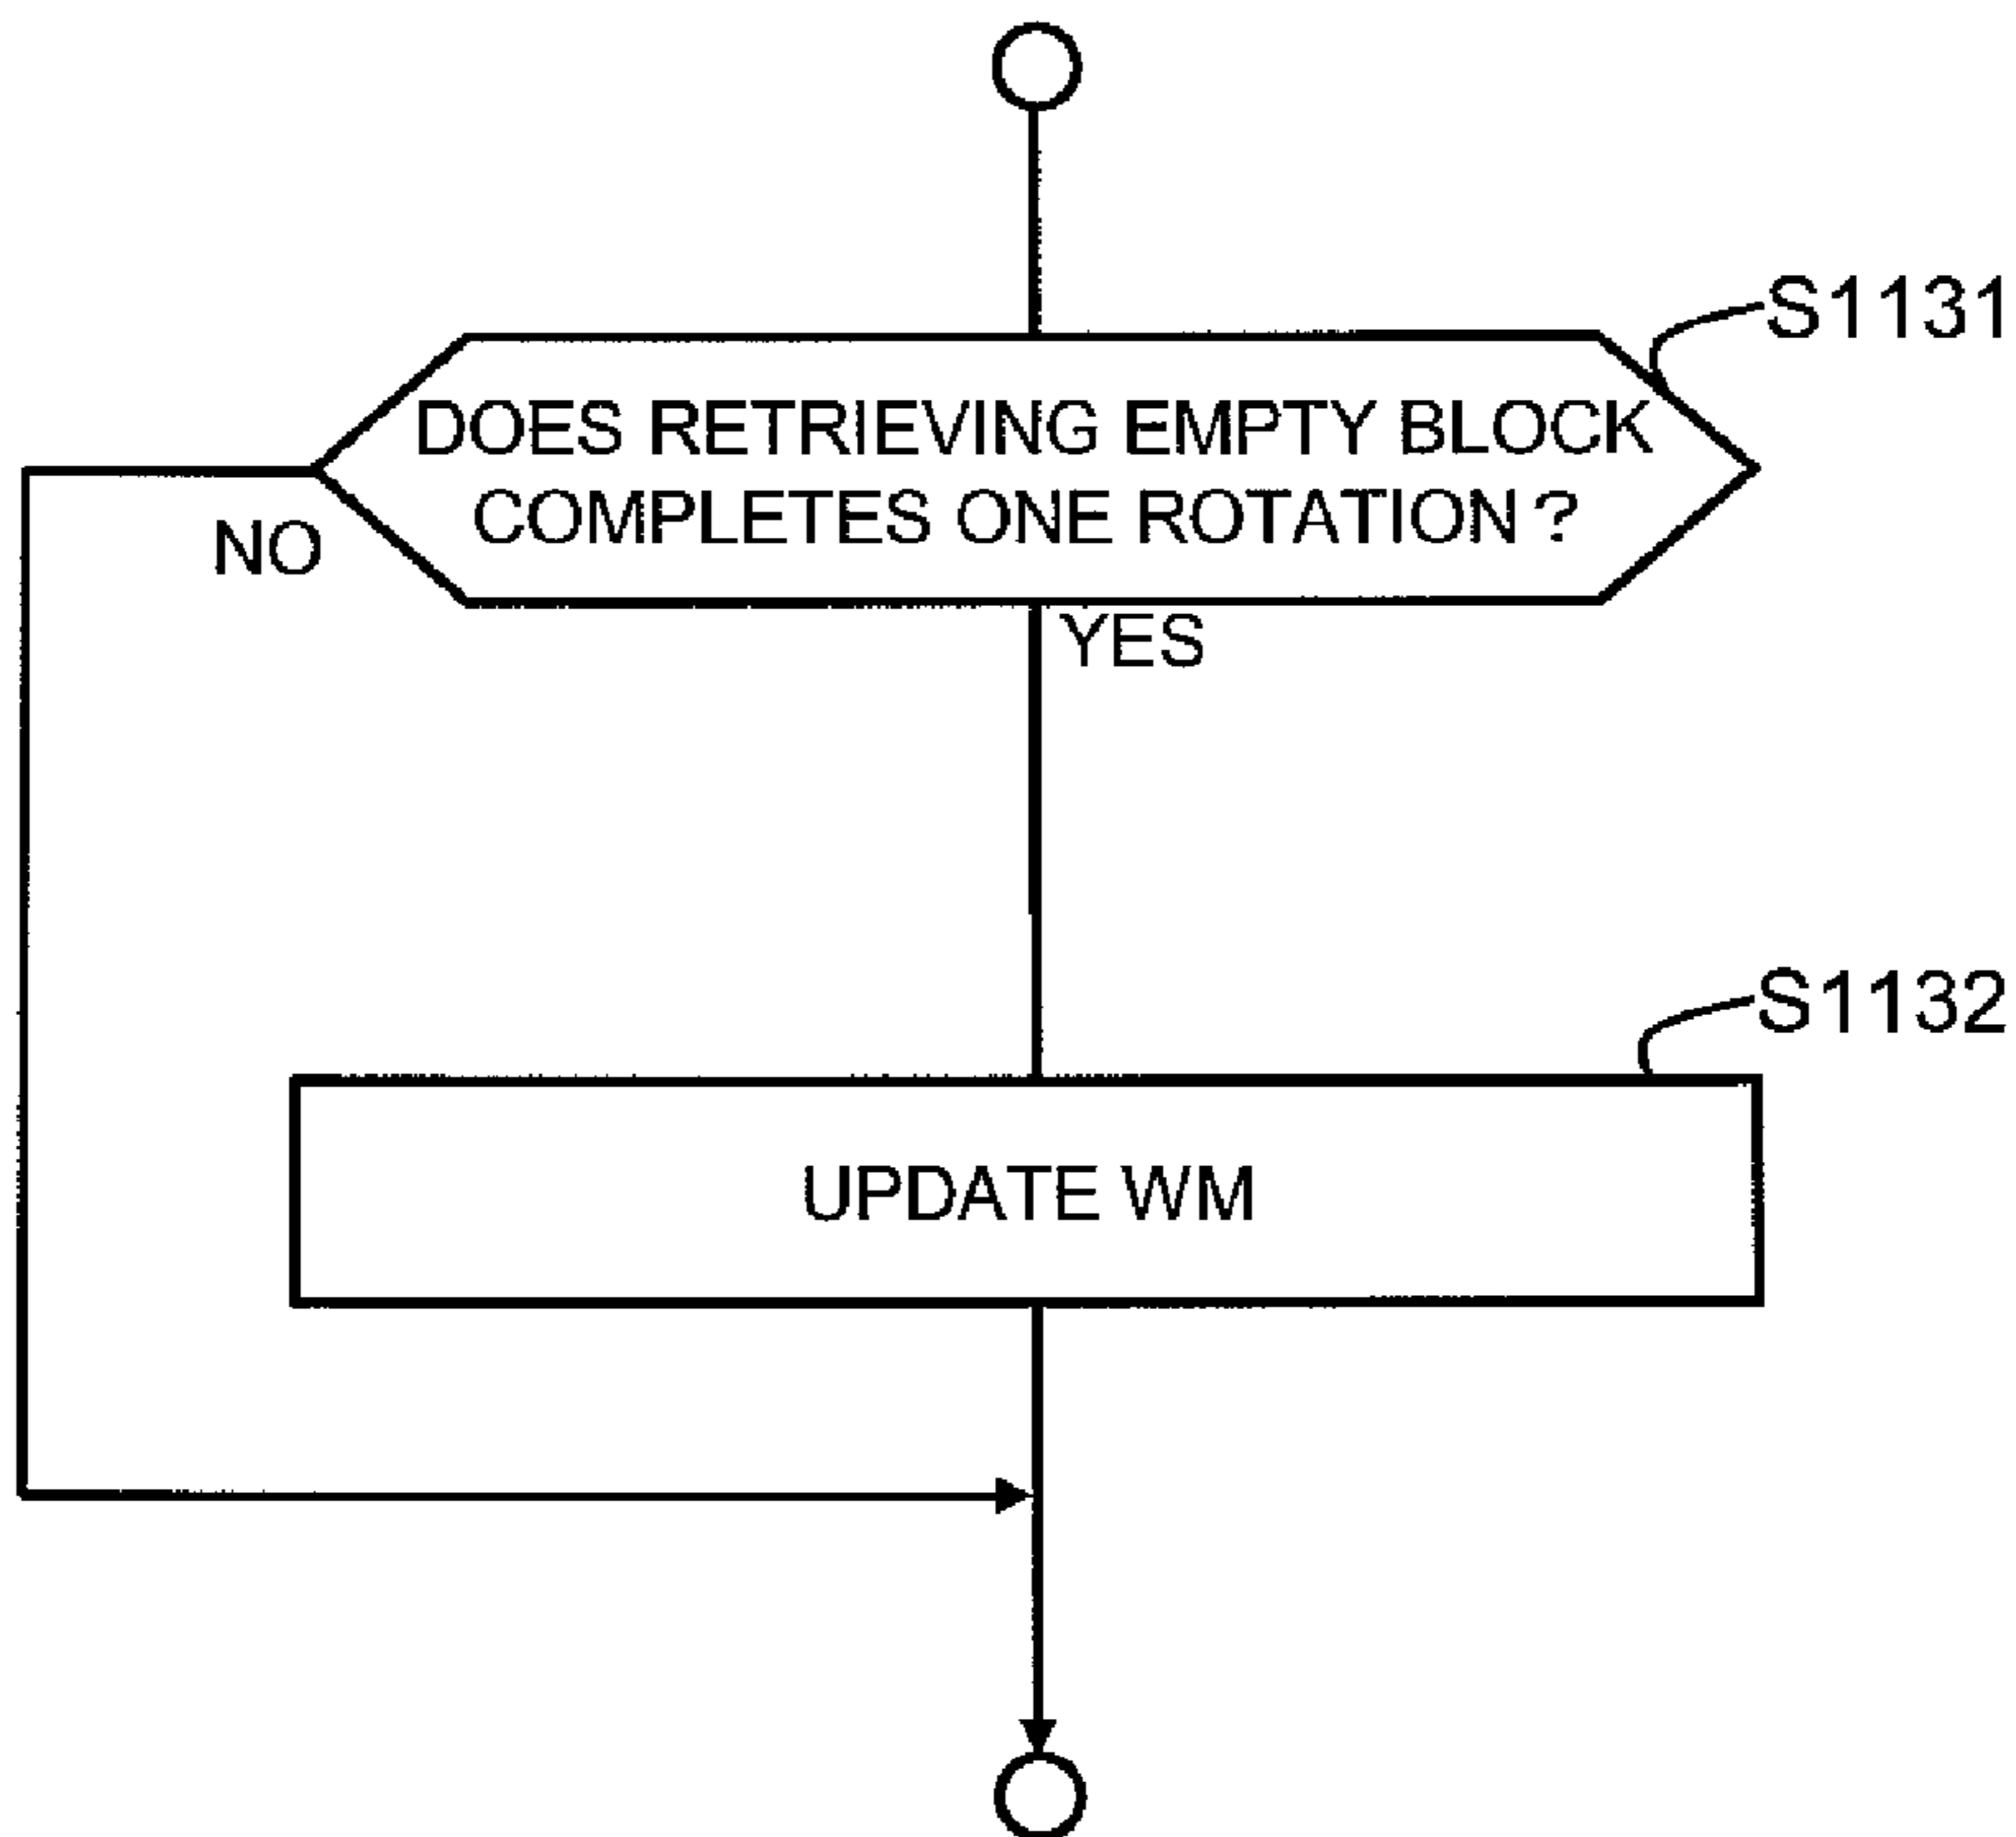 S1131
DOES RETRIEVING EMPTY BLOCK
COMPLETES ONE ROTATION ?
NO
YES
S1132
UPDATE WM